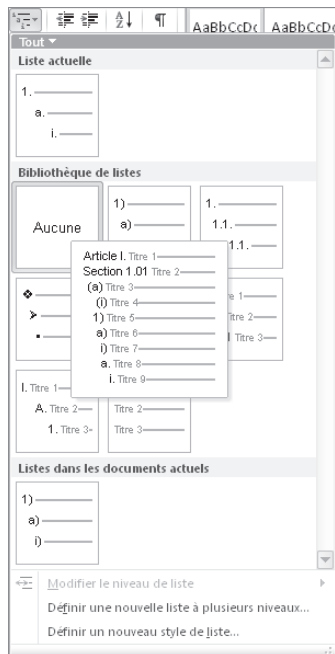 AaBbCcDc AaBbCcDc
Tout
Liste actuelle
1.
a.
i.
Bibliothèque de listes
Aucune
1)
a)
1.
1.1.
1.1.
Article I. Titre 1
Section 1.01 Titre 2
(a) Titre 3
(i) Titre 4
1) Titre 5
a) Titre 6
i) Titre 7
a. Titre 8
i. Titre 9
e 1
Titre 2
Titre 3
I. Titre 1
A. Titre 2
1. Titre 3
Titre 2
Titre 3
Listes dans les documents actuels
1)
a)
i)
Modifier le niveau de liste
Définir une nouvelle liste à plusieurs niveaux...
Définir un nouveau style de liste...